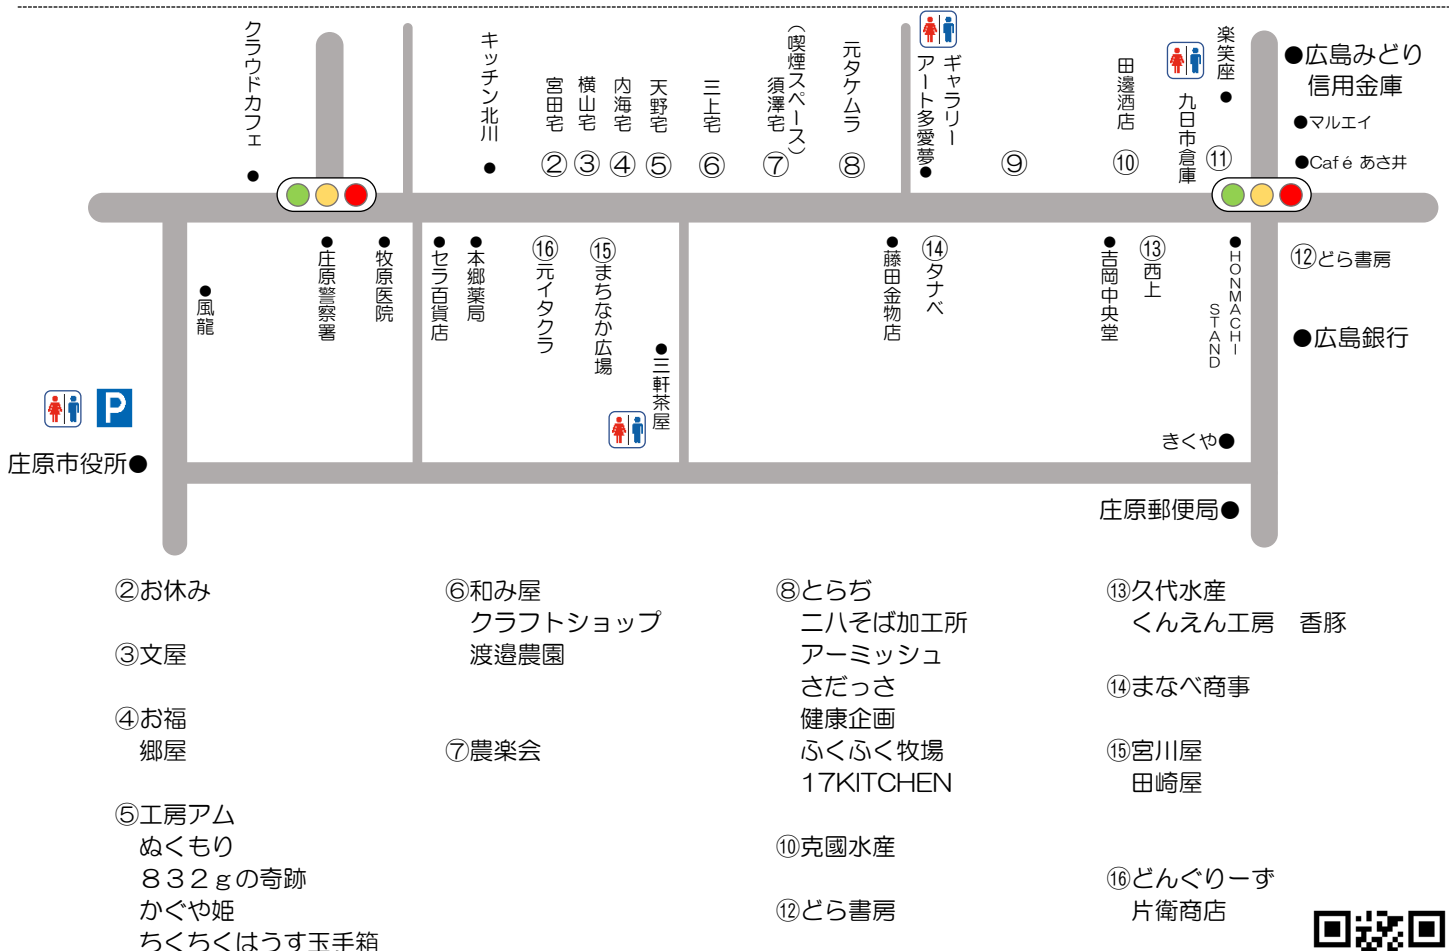 クラウドカフェ
キッチン北川
宮田宅
②
横山宅
③
内海宅
④
天野宅
⑤
三上宅
⑥
須澤宅
(喫煙スペース)
⑦
元タケムラ
⑧
ギャラリー
アート多愛夢
⑨
田邊酒店
⑩
九日市倉庫
楽笑座
⑪
●広島みどり
信用金庫
●マルエイ
●Café あさ井
●風龍
●庄原警察署
●牧原医院
●セラ百貨店
●本郷薬局
⑯元イタクラ
⑮まちなか広場
●三軒茶屋
●藤田金物店
⑭タナベ
●吉岡中央堂
⑬西上
●HONMACHI
STAND
⑫どら書房
●広島銀行
P
庄原市役所●
きくや●
庄原郵便局●
②お休み
③文屋
④お福
郷屋
⑤工房アム
ぬくもり
832gの奇跡
かぐや姫
ちくちくはうす玉手箱
⑥和み屋
クラフトショップ
渡邉農園
⑦農楽会
⑧とらぢ
二八そば加工所
アーミッシュ
さだっさ
健康企画
ふくふく牧場
17KITCHEN
⑩克國水産
⑫どら書房
⑬久代水産
くんえん工房 香豚
⑭まなべ商事
⑮宮川屋
田崎屋
⑯どんぐりーず
片衛商店